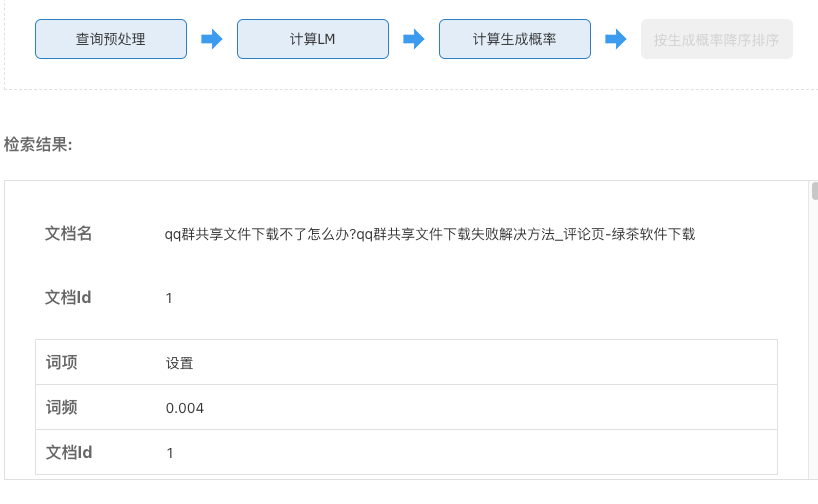 查询预处理 计算LM 计算生成概率 按生成概率降序排序
检索结果:
文档名 qq群共享文件下载不了怎么办?qq群共享文件下载失败解决方法_评论页-绿茶软件下载
文档Id 1
词项 设置
词频 0.004
文档Id 1